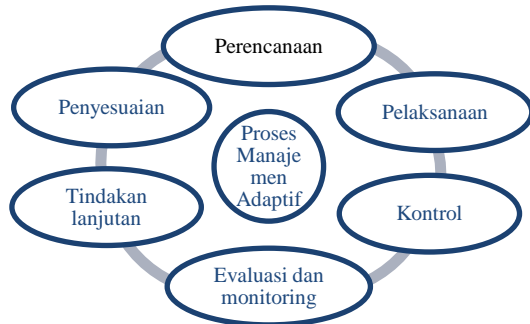 Perencanaan
Pelaksanaan
Kontrol
Evaluasi dan
monitoring
Tindakan
lanjutan
Penyesuaian
Proses
Manaje
men
Adaptif